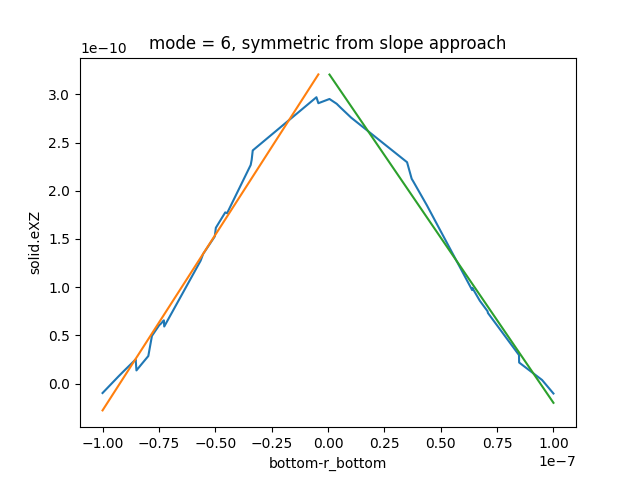 1e−10
mode = 6, symmetric from slope approach
3.0
2.5
2.0
1.5
1.0
0.5
0.0
solid.eXZ
−1.00 −0.75 −0.50 −0.25 0.00 0.25 0.50 0.75 1.00
bottom-r_bottom
1e−7